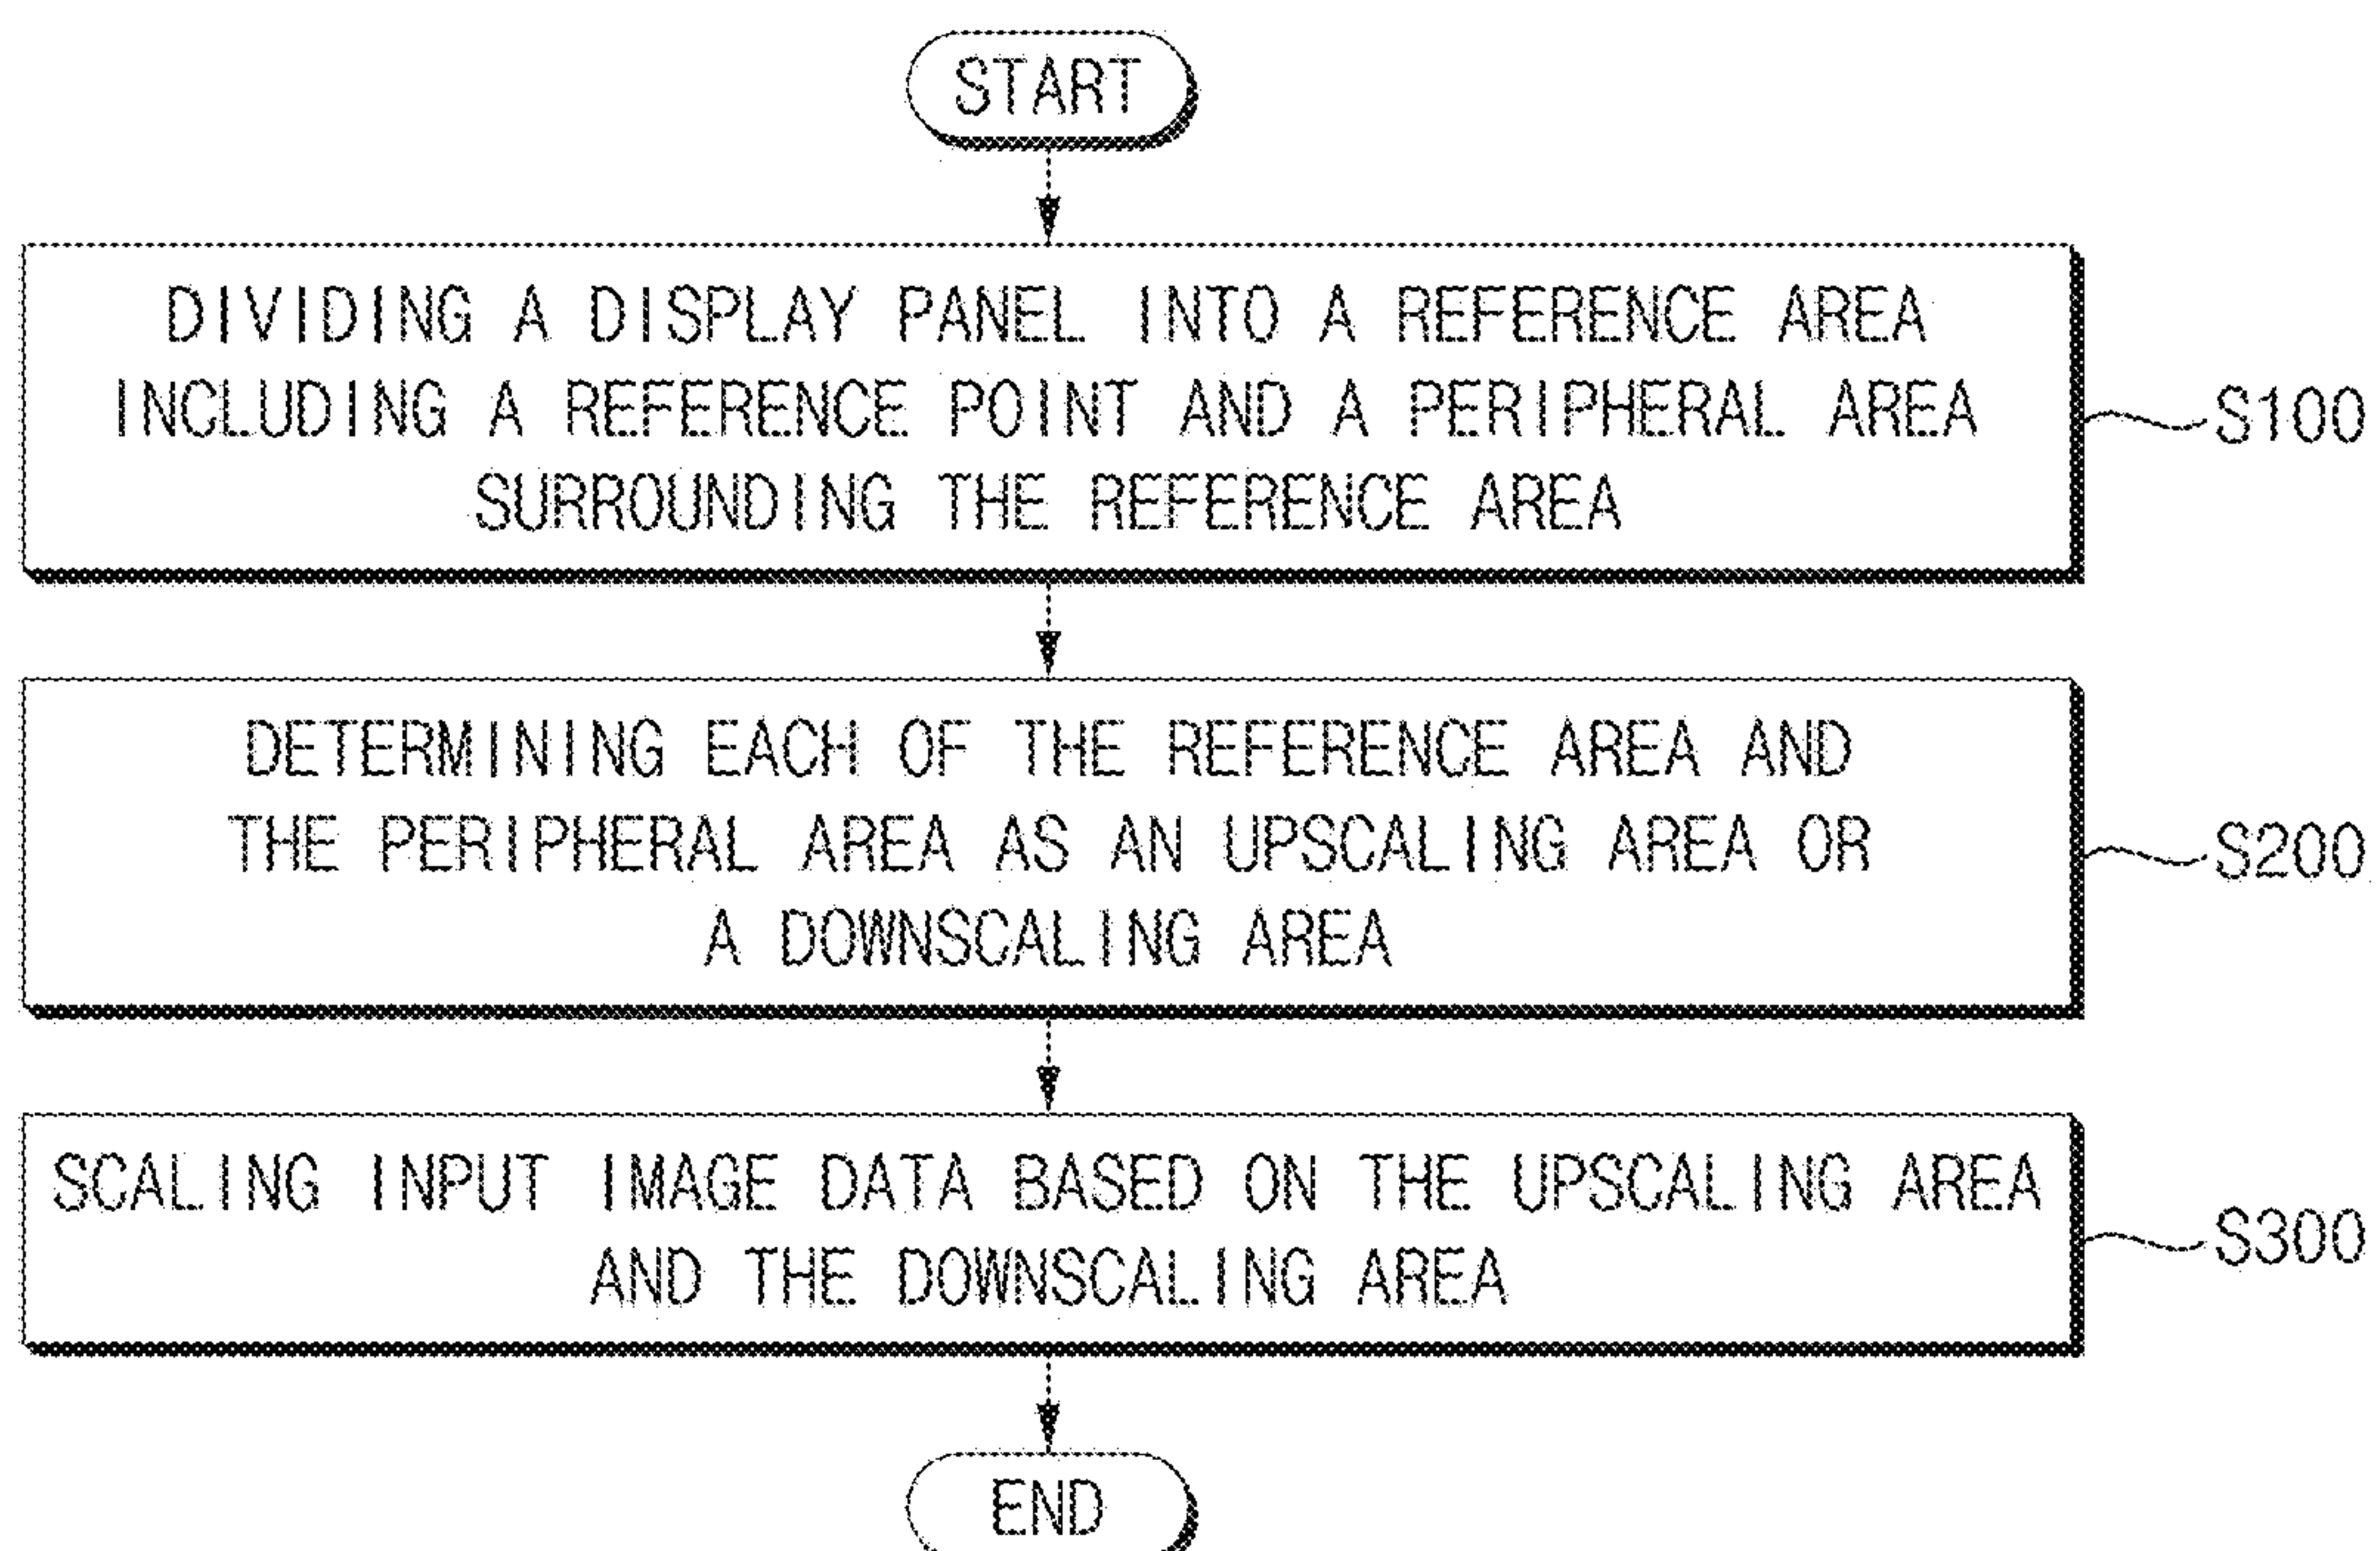 START
DIVIDING A DISPLAY PANEL INTO A REFERENCE AREA
INCLUDING A REFERENCE POINT AND A PERIPHERAL AREA
SURROUNDING THE REFERENCE AREA
S100
DETERMINING EACH OF THE REFERENCE AREA AND
THE PERIPHERAL AREA AS AN UPSCALING AREA OR
A DOWNSCALING AREA
S200
SCALING INPUT IMAGE DATA BASED ON THE UPSCALING AREA
AND THE DOWNSCALING AREA
S300
END